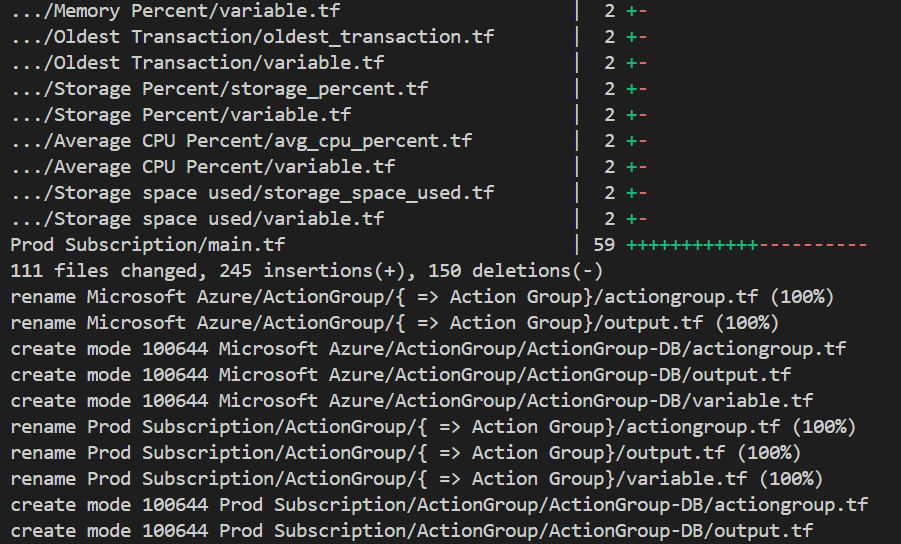 .../Memory Percent/variable.tf | 2 +-
.../Oldest Transaction/oldest_transaction.tf | 2 +-
.../Oldest Transaction/variable.tf | 2 +-
.../Storage Percent/storage_percent.tf | 2 +-
.../Storage Percent/variable.tf | 2 +-
.../Average CPU Percent/avg_cpu_percent.tf | 2 +-
.../Average CPU Percent/variable.tf | 2 +-
.../Storage space used/storage_space_used.tf | 2 +-
.../Storage space used/variable.tf | 2 +-
Prod Subscription/main.tf | 59 ++++++++++++----------
111 files changed, 245 insertions(+), 150 deletions(-)
rename Microsoft Azure/ActionGroup/{ => Action Group}/actiongroup.tf (100%)
rename Microsoft Azure/ActionGroup/{ => Action Group}/output.tf (100%)
create mode 100644 Microsoft Azure/ActionGroup/ActionGroup-DB/actiongroup.tf
create mode 100644 Microsoft Azure/ActionGroup/ActionGroup-DB/output.tf
create mode 100644 Microsoft Azure/ActionGroup/ActionGroup-DB/variable.tf
rename Prod Subscription/ActionGroup/{ => Action Group}/actiongroup.tf (100%)
rename Prod Subscription/ActionGroup/{ => Action Group}/output.tf (100%)
rename Prod Subscription/ActionGroup/{ => Action Group}/variable.tf (100%)
create mode 100644 Prod Subscription/ActionGroup/ActionGroup-DB/actiongroup.tf
create mode 100644 Prod Subscription/ActionGroup/ActionGroup-DB/output.tf